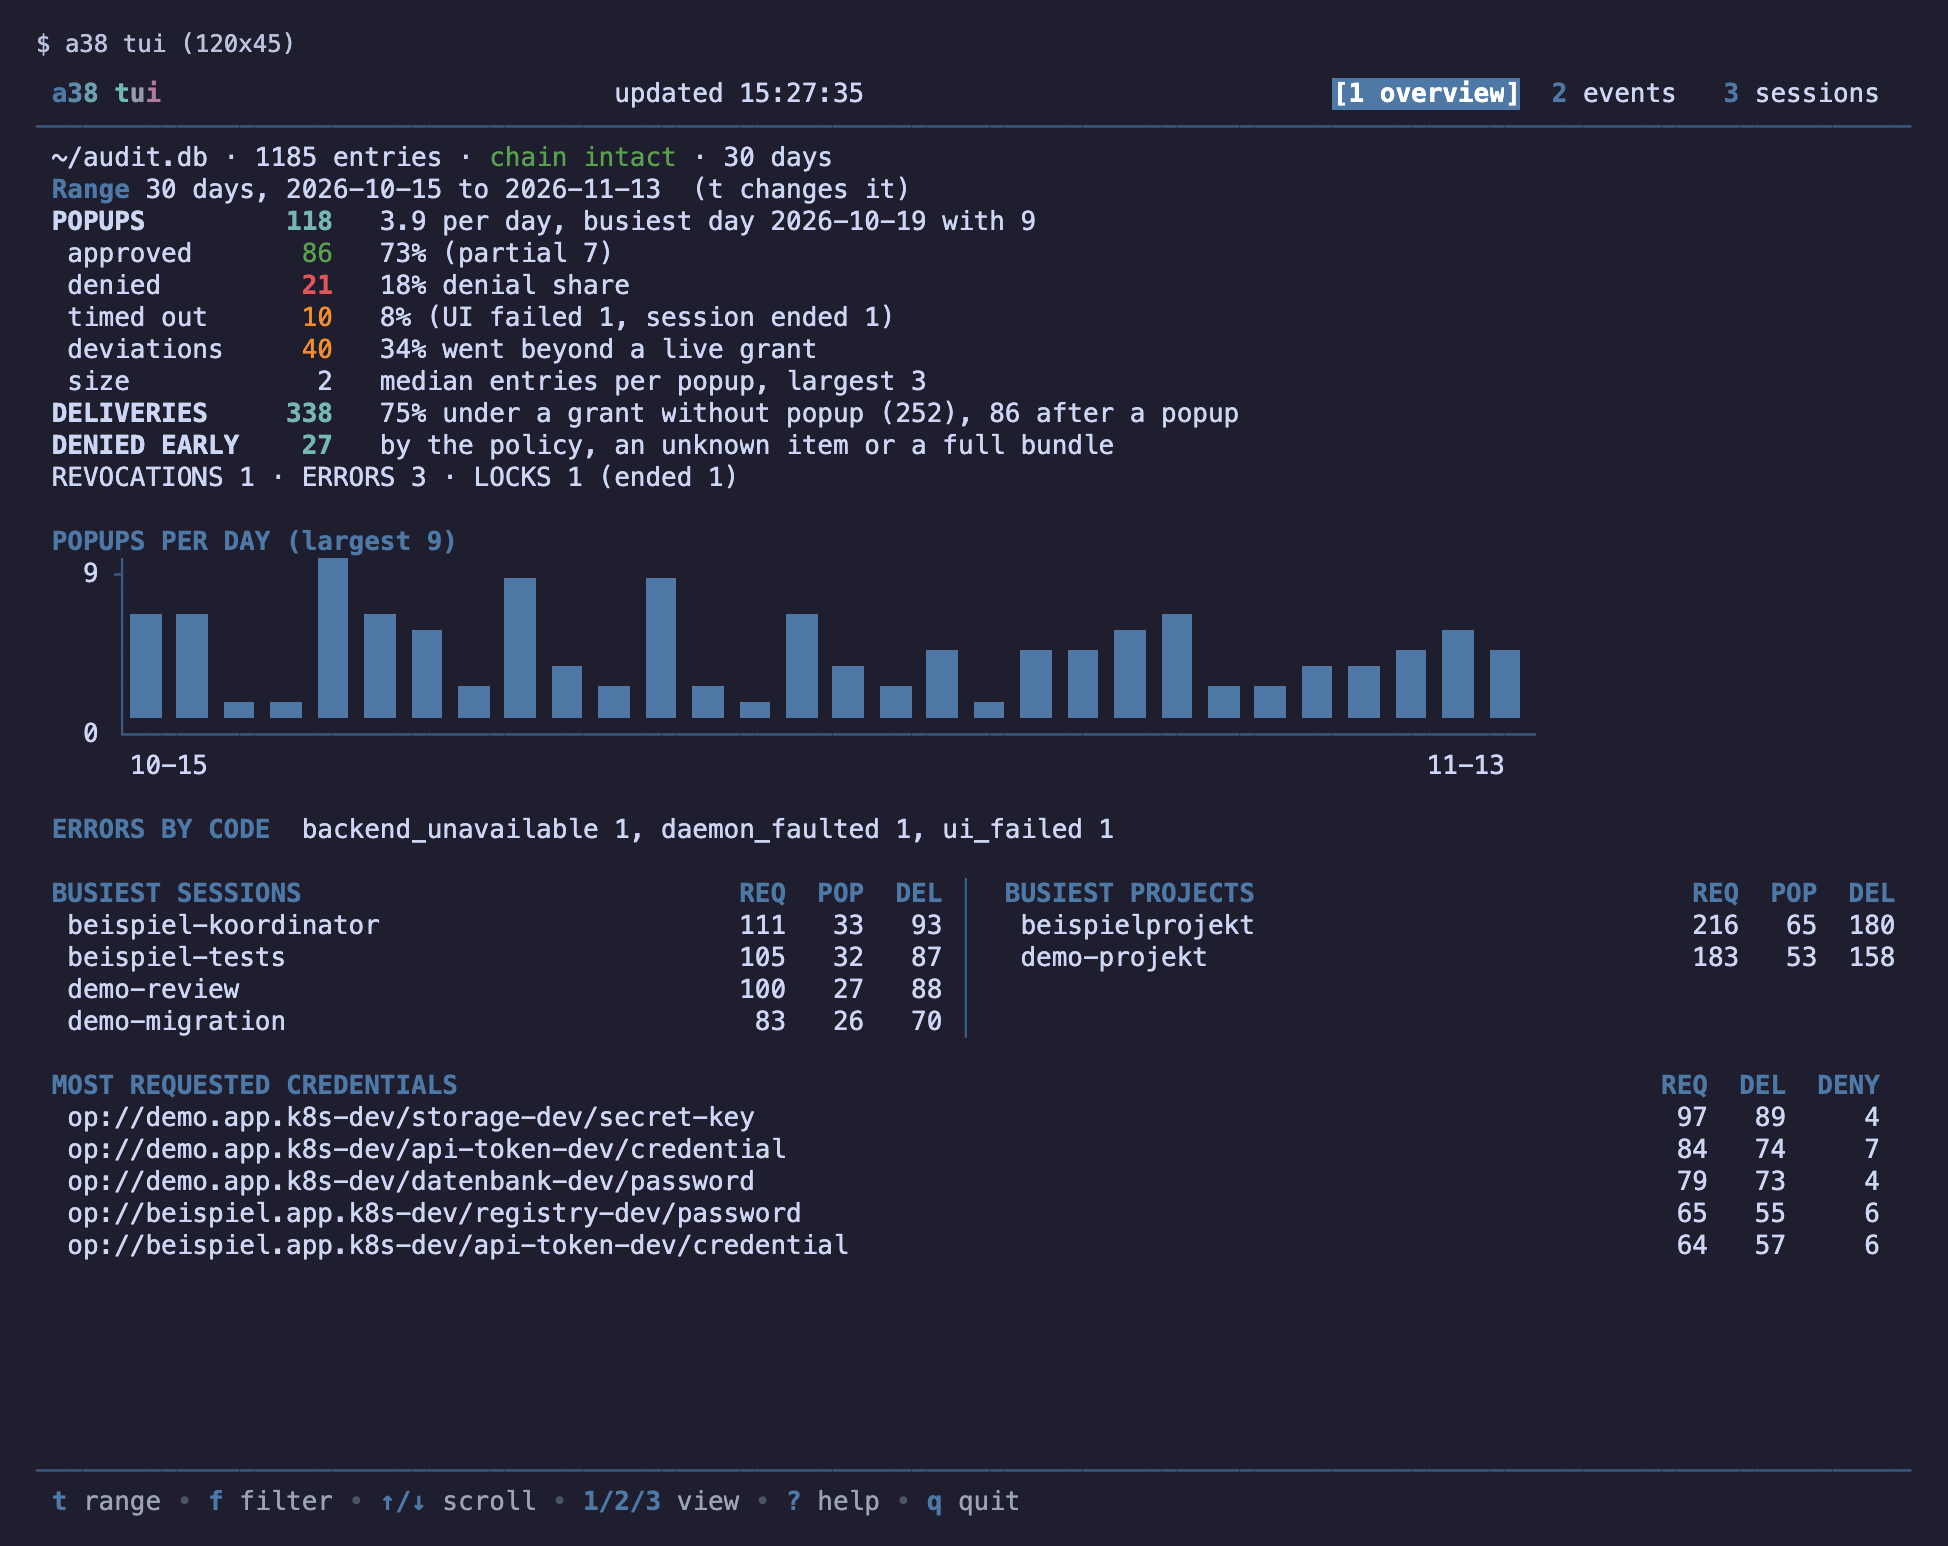 $ a38 tui (120x45)
a38 tui updated 15:27:35 [1 overview] 2 events 3 sessions
~/audit.db · 1185 entries · chain intact · 30 days
Range 30 days, 2026-10-15 to 2026-11-13 (t changes it)
POPUPS 118 3.9 per day, busiest day 2026-10-19 with 9
approved 86 73% (partial 7)
denied 21 18% denial share
timed out 10 8% (UI failed 1, session ended 1)
deviations 40 34% went beyond a live grant
size 2 median entries per popup, largest 3
DELIVERIES 338 75% under a grant without popup (252), 86 after a popup
DENIED EARLY 27 by the policy, an unknown item or a full bundle
REVOCATIONS 1 · ERRORS 3 · LOCKS 1 (ended 1)
POPUPS PER DAY (largest 9)
9
0
10-15 11-13
ERRORS BY CODE backend_unavailable 1, daemon_faulted 1, ui_failed 1
BUSIEST SESSIONS REQ POP DEL
beispiel-koordinator 111 33 93
beispiel-tests 105 32 87
demo-review 100 27 88
demo-migration 83 26 70
BUSIEST PROJECTS REQ POP DEL
beispielprojekt 216 65 180
demo-projekt 183 53 158
MOST REQUESTED CREDENTIALS REQ DEL DENY
op://demo.app.k8s-dev/storage-dev/secret-key 97 89 4
op://demo.app.k8s-dev/api-token-dev/credential 84 74 7
op://demo.app.k8s-dev/datenbank-dev/password 79 73 4
op://beispiel.app.k8s-dev/registry-dev/password 65 55 6
op://beispiel.app.k8s-dev/api-token-dev/credential 64 57 6
t range • f filter • ↑/↓ scroll • 1/2/3 view • ? help • q quit